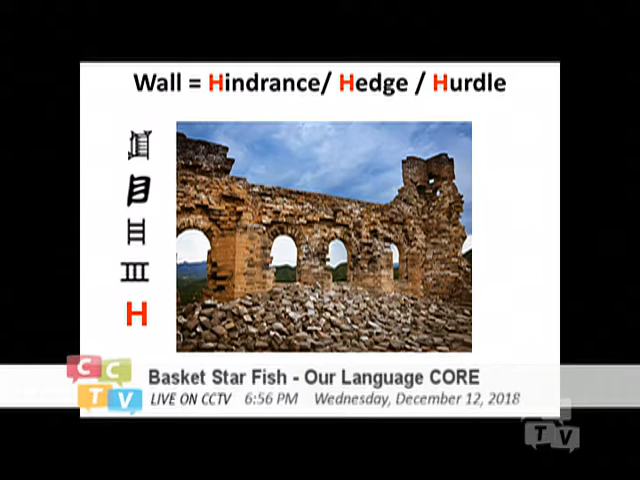 Wall = Hindrance/ Hedge / Hurdle
H
Basket Star Fish - Our Language CORE
LIVE ON CCTV 6:56 PM Wednesday, December 12, 2018
CC
TV
TV